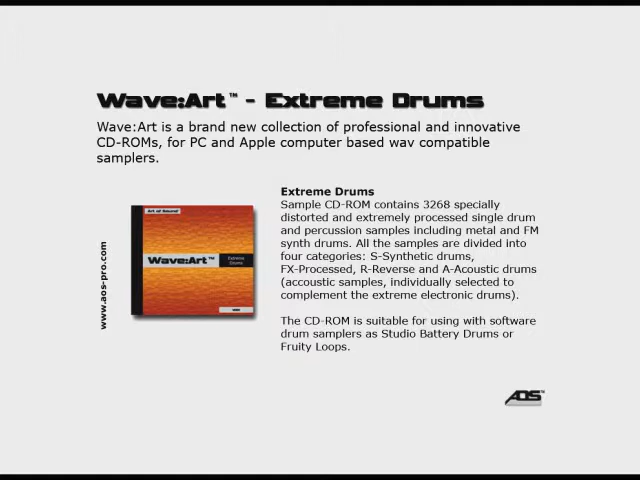 Wave:Art™ - Extreme Drums
Wave:Art is a brand new collection of professional and innovative
CD-ROMs, for PC and Apple computer based wav compatible
samplers.
www.aos-pro.com
Art of Sound
Wave:Art™
Extreme
Drums
Extreme Drums
Sample CD-ROM contains 3268 specially
distorted and extremely processed single drum
and percussion samples including metal and FM
synth drums. All the samples are divided into
four categories: S-Synthetic drums,
FX-Processed, R-Reverse and A-Acoustic drums
(accoustic samples, individually selected to
complement the extreme electronic drums).
The CD-ROM is suitable for using with software
drum samplers as Studio Battery Drums or
Fruity Loops.
AOS™